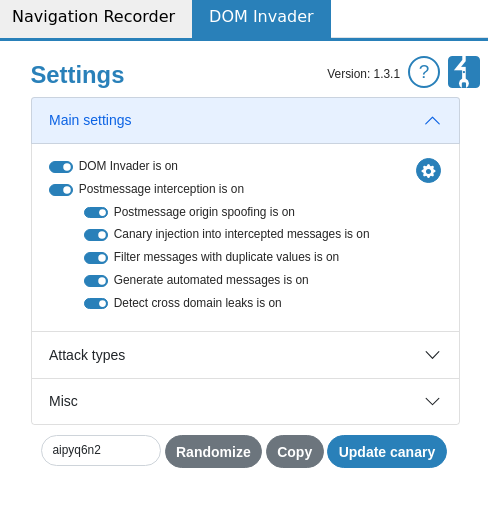 Navigation Recorder DOM Invader
Settings Version: 1.3.1 ?
Main settings
DOM Invader is on
Postmessage interception is on
Postmessage origin spoofing is on
Canary injection into intercepted messages is on
Filter messages with duplicate values is on
Generate automated messages is on
Detect cross domain leaks is on
Attack types
Misc
aipyq6n2 Randomize Copy Update canary